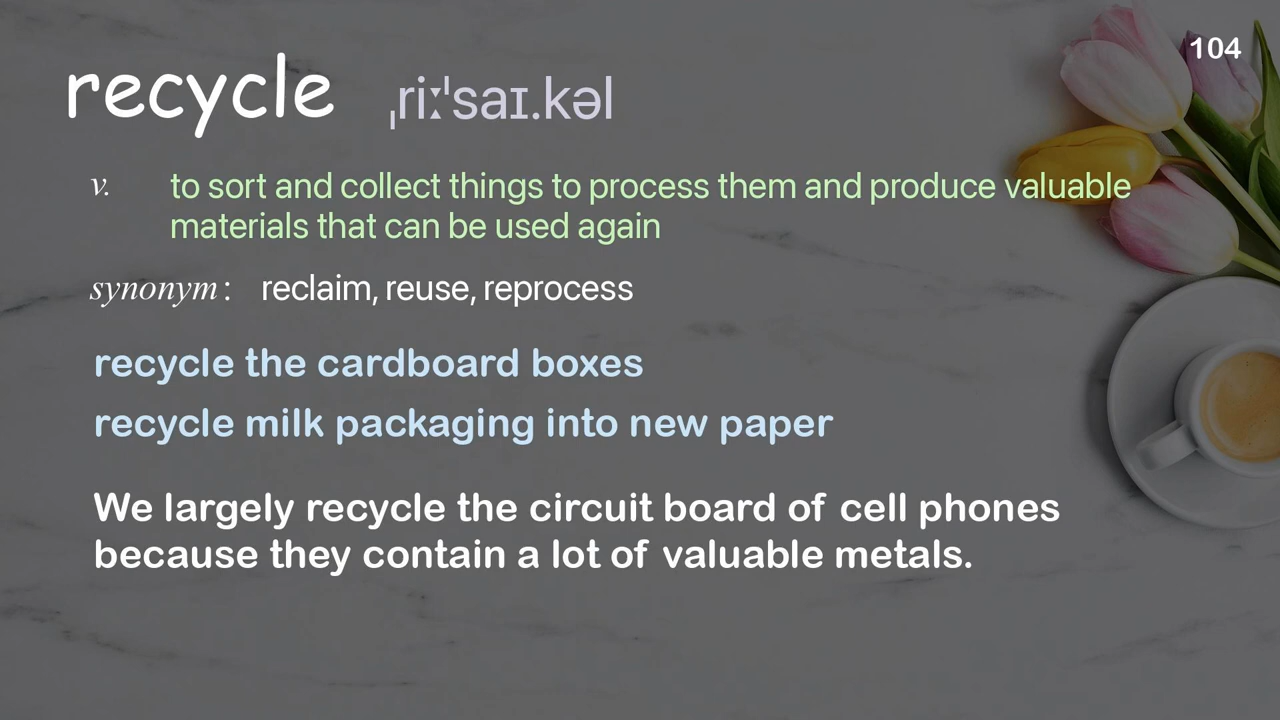 104
recycle ˌriːˈsaɪ.kəl
v. to sort and collect things to process them and produce valuable
materials that can be used again
synonym : reclaim, reuse, reprocess
recycle the cardboard boxes
recycle milk packaging into new paper
We largely recycle the circuit board of cell phones
because they contain a lot of valuable metals.